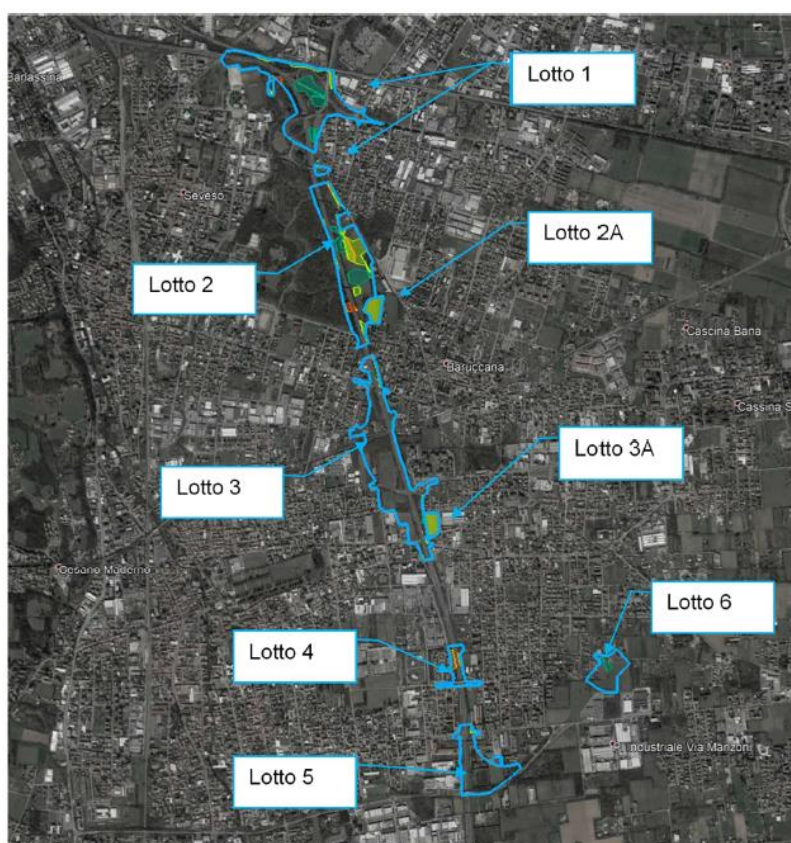 Lotto 1
Barlassina
Seveso
Lotto 2A
Lotto 2
Cascina Bana
Baruccana
Cassina S
Lotto 3A
Lotto 3
Cesano Maderno
Lotto 6
Lotto 4
Industriale Via Manzoni
Lotto 5